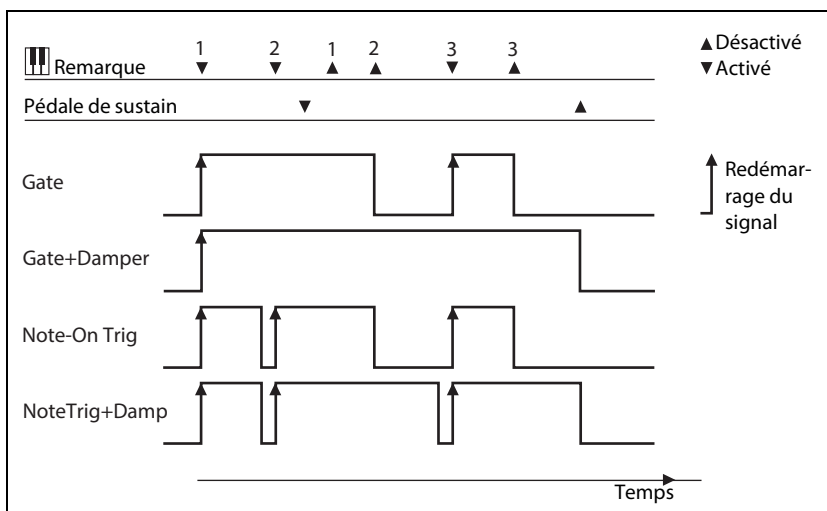 1 2 1 2 3 3
Remarque
▲Désactivé
▼Activé
Pédale de sustain
Gate
Redémar-
rage du
signal
Gate+Damper
Note-On Trig
NoteTrig+Damp
Temps